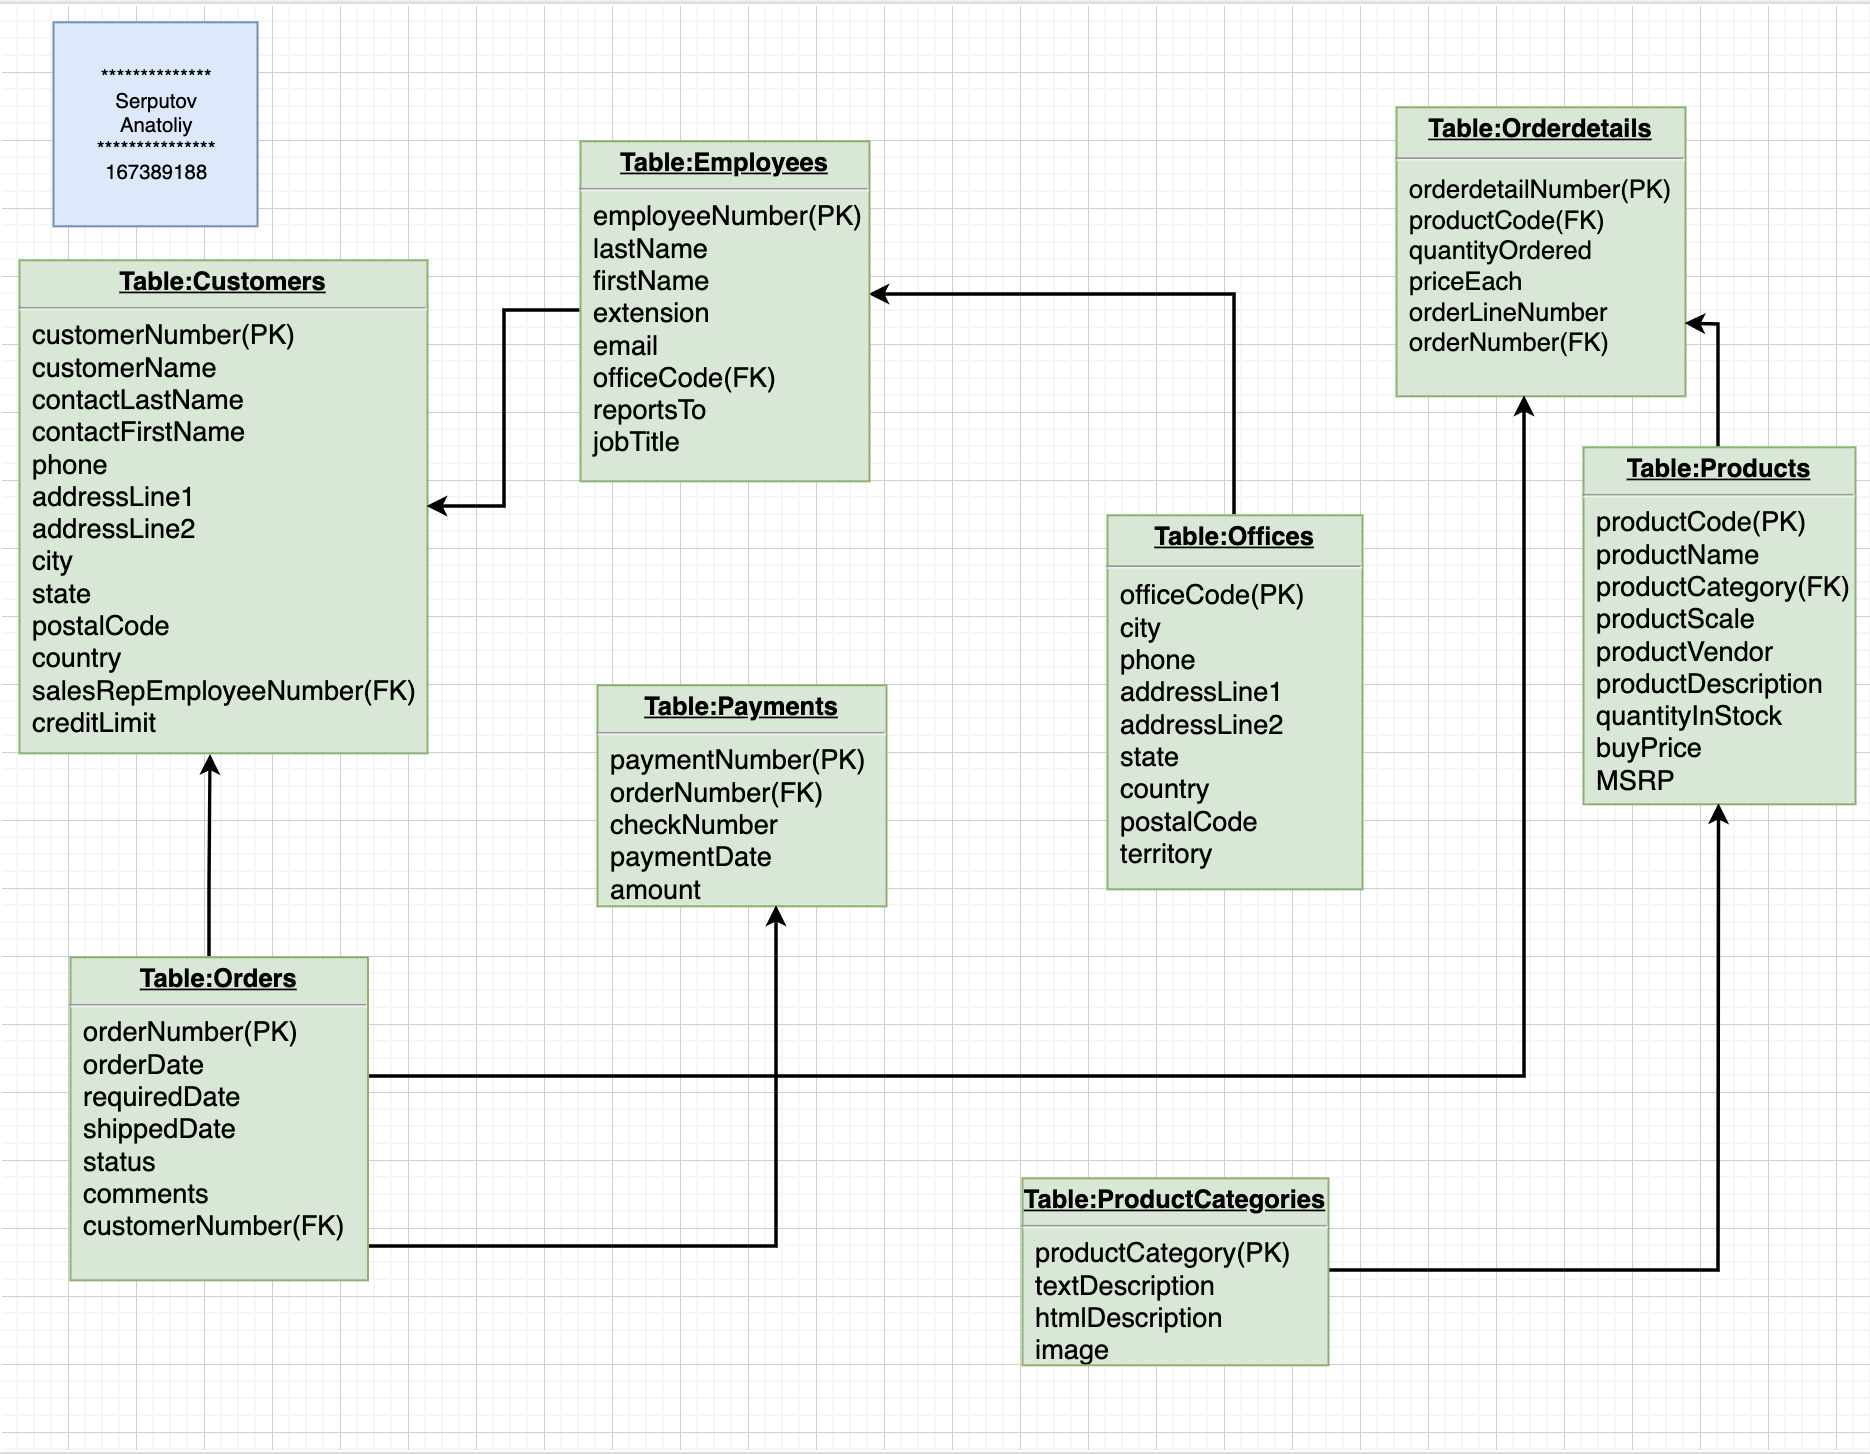 **************
Serputov
Anatoliy
***************
167389188
Table:Customers
customerNumber(PK)
customerName
contactLastName
contactFirstName
phone
addressLine1
addressLine2
city
state
postalCode
country
salesRepEmployeeNumber(FK)
creditLimit
Table:Employees
employeeNumber(PK)
lastName
firstName
extension
email
officeCode(FK)
reportsTo
jobTitle
Table:Orderdetails
orderdetailNumber(PK)
productCode(FK)
quantityOrdered
priceEach
orderLineNumber
orderNumber(FK)
Table:Products
productCode(PK)
productName
productCategory(FK)
productScale
productVendor
productDescription
quantityInStock
buyPrice
MSRP
Table:Offices
officeCode(PK)
city
phone
addressLine1
addressLine2
state
country
postalCode
territory
Table:Payments
paymentNumber(PK)
orderNumber(FK)
checkNumber
paymentDate
amount
Table:Orders
orderNumber(PK)
orderDate
requiredDate
shippedDate
status
comments
customerNumber(FK)
Table:ProductCategories
productCategory(PK)
textDescription
htmlDescription
image